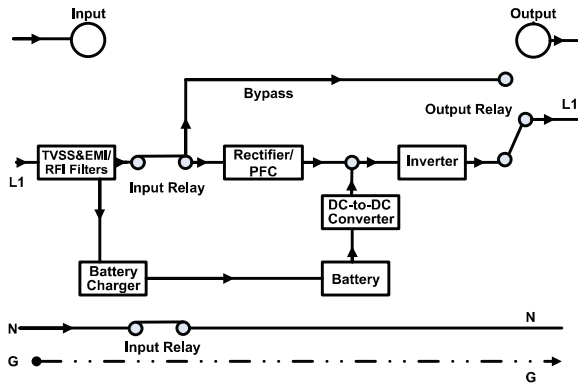 Input
Output
Bypass
Output Relay
L1
TVSS&EMI/
RFI Filters
L1
Input Relay
Rectifier/
PFC
Inverter
DC-to-DC
Converter
Battery
Charger
Battery
N
N
Input Relay
G
G